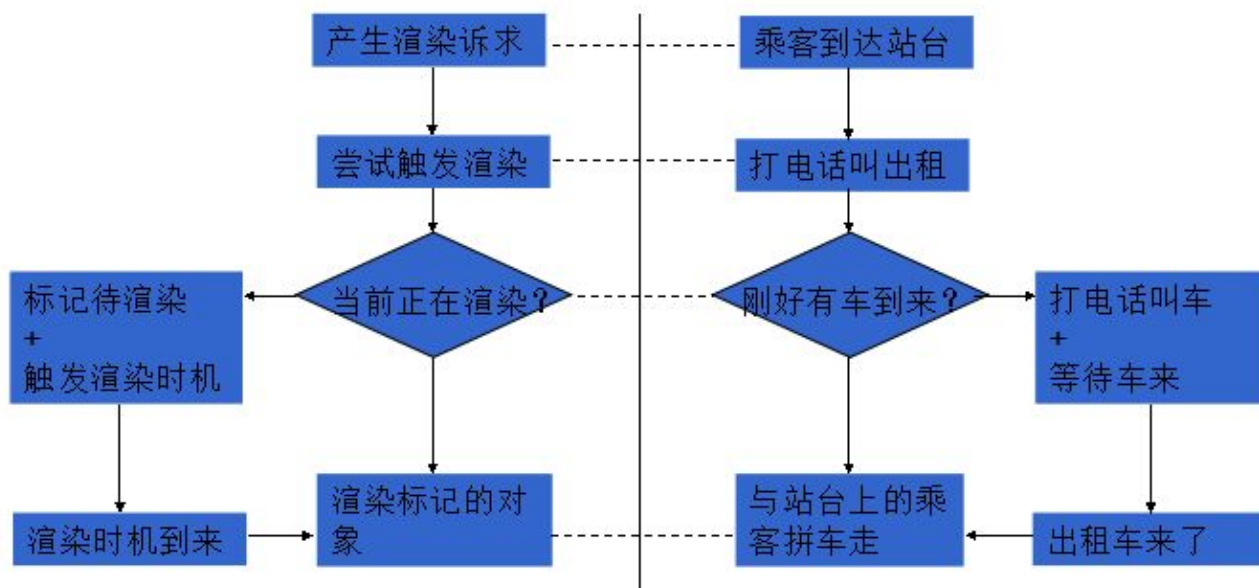 产生渲染诉求
乘客到达站台
尝试触发渲染
打电话叫出租
当前正在渲染？
刚好有车到来？
标记待渲染
+
触发渲染时机
打电话叫车
+
等待车来
渲染时机到来
渲染标记的对
象
与站台上的乘
客拼车走
出租车来了